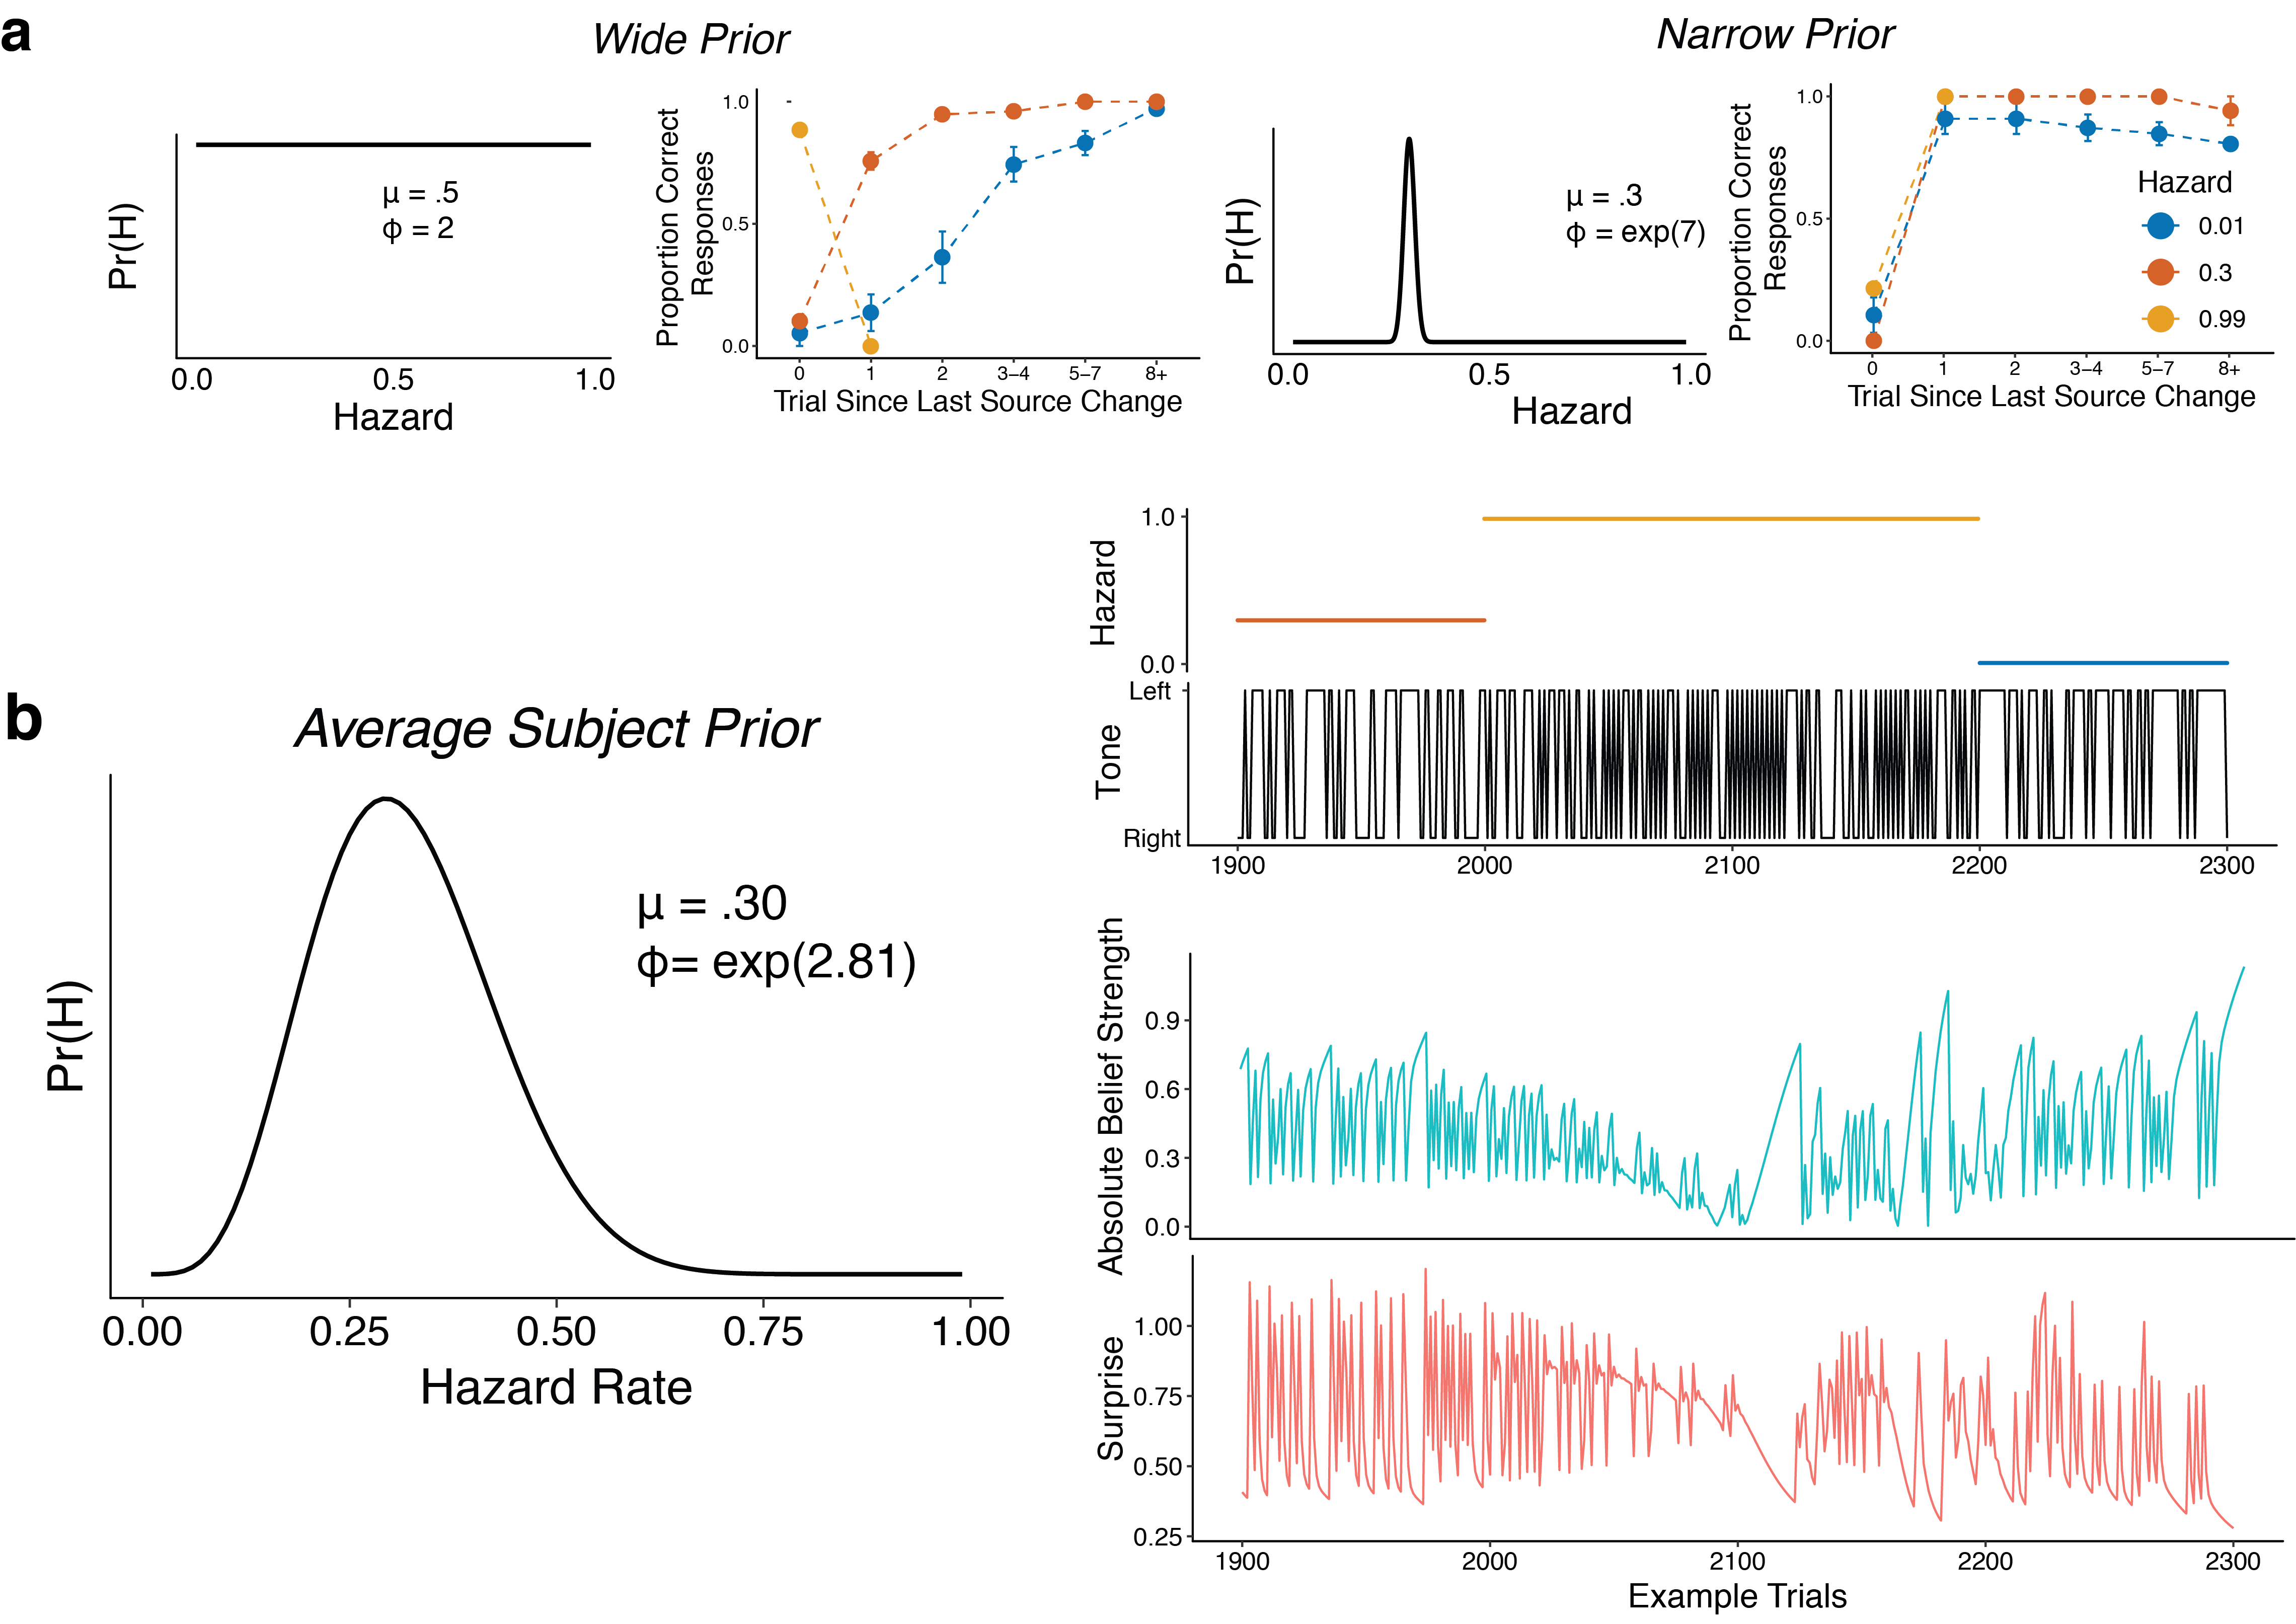 a
Wide Prior
Narrow Prior
Pr(H)
μ = .5
ϕ = 2
0.0 0.5 1.0
Hazard
Proportion Correct
Responses
1.0
0.5
0.0
0 1 2 3–4 5–7 8+
Trial Since Last Source Change
Pr(H)
μ = .3
ϕ = exp(7)
0.0 0.5 1.0
Hazard
Proportion Correct
Responses
1.0
0.5
0.0
Hazard
0.01
0.3
0.99
0 1 2 3–4 5–7 8+
Trial Since Last Source Change
b
Average Subject Prior
Pr(H)
μ = .30
ϕ= exp(2.81)
0.00 0.25 0.50 0.75 1.00
Hazard Rate
Hazard
1.0
0.0
Tone
Left
Right
1900 2000 2100 2200 2300
Absolute Belief Strength
0.9
0.6
0.3
0.0
Surprise
1.00
0.75
0.50
0.25
1900 2000 2100 2200 2300
Example Trials